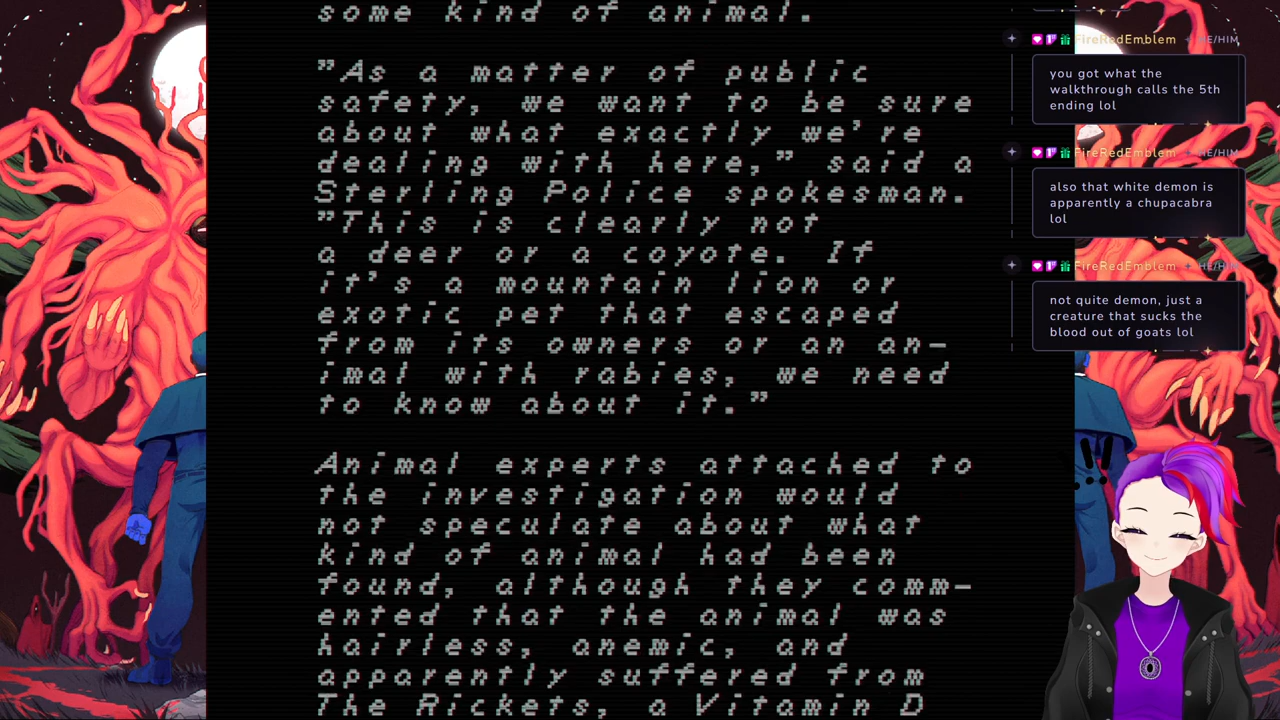 some kind of animal.
"As a matter of public
safety, we want to be sure
about what exactly we're
dealing with here," said a
Sterling Police spokesman.
"This is clearly not
a deer or a coyote. If
it's a mountain lion or
exotic pet that escaped
from its owners or an an-
imal with rabies, we need
to know about it."
Animal experts attached to
the investigation would
not speculate about what
kind of animal had been
found, although they comm-
ented that the animal was
hairless, anemic, and
apparently suffered from
The Rickets, a Vitamin D
FireRedEmblem HE/HIM
you got what the
walkthrough calls the 5th
ending lol
FireRedEmblem HE/HIM
also that white demon is
apparently a chupacabra
lol
FireRedEmblem HE/HIM
not quite demon, just a
creature that sucks the
blood out of goats lol